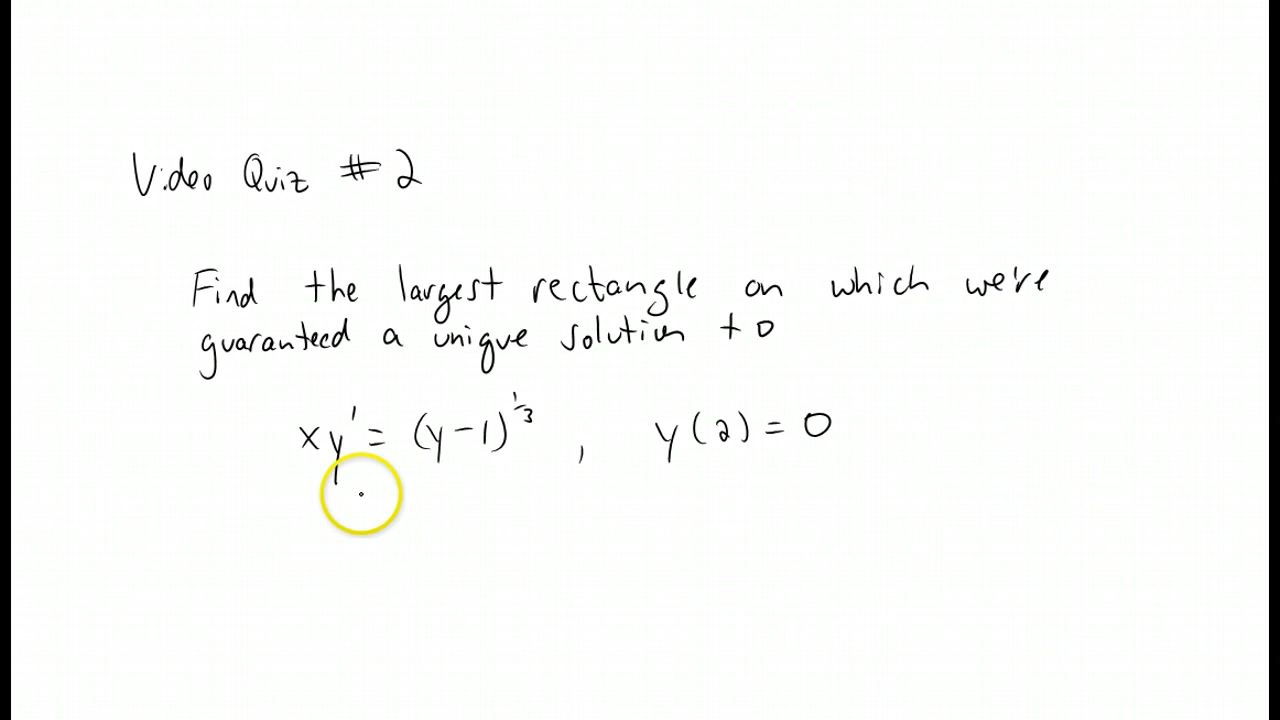 Video Quiz #2
Find the largest rectangle on which we're
guaranteed a unique solution to
xy' = (y-1)^{1/3} , y(2) = 0